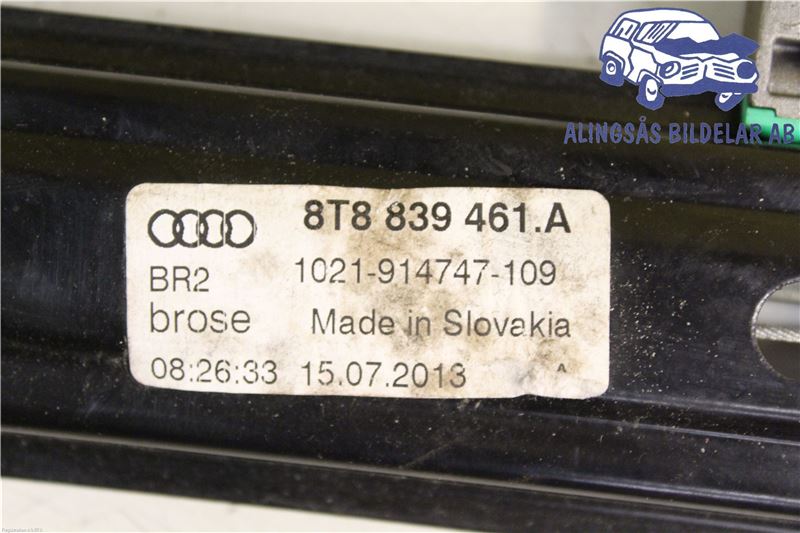 ALINGSÅS BILDELAR AB
8T8 839 461.A
BR2
1021-914747-109
brose
Made in Slovakia
08:26:33 15.07.2013
A